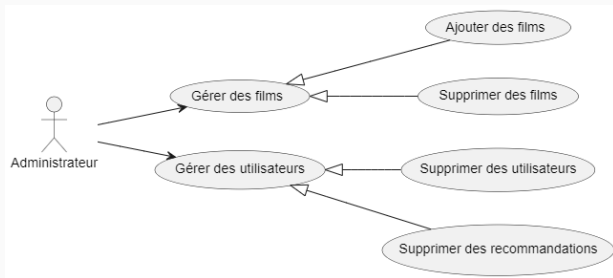 Ajouter des films
Gérer des films
Supprimer des films
Administrateur
Gérer des utilisateurs
Supprimer des utilisateurs
Supprimer des recommandations